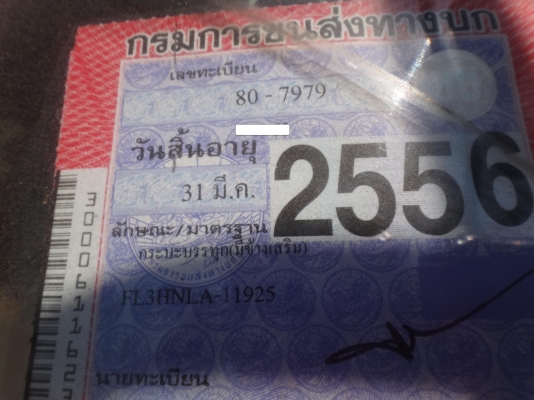 กรมการขนส่งทางบก
เลขทะเบียน
80 - 7979
วันสิ้นอายุ
31 มี.ค.
2556
ลักษณะ/มาตรฐาน
กระบะบรรทุก(มีข้างเสริม)
FL3HNLA-11925
นายทะเบียน